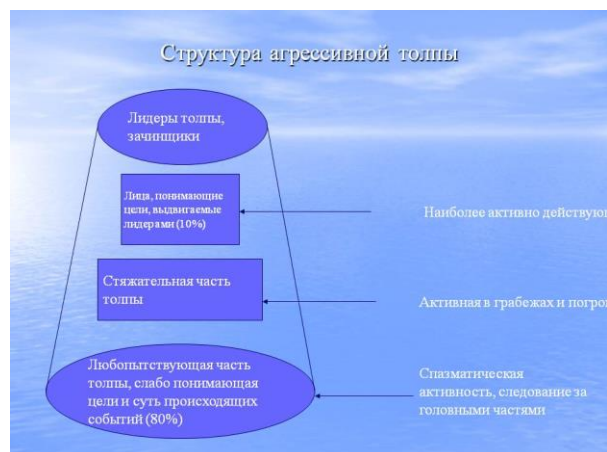 Структура агрессивной толпы
Лидеры толпы,
зачинщики
Лица, понимающие
цели, выдвигаемые
лидерами (10%)
Наиболее активно действую
Стяжательная часть
толпы
Активная в грабежах и погро
Любопытствующая часть
толпы, слабо понимающая
цели и суть происходящих
событий (80%)
Спазматическая
активность, следование за
головными частями